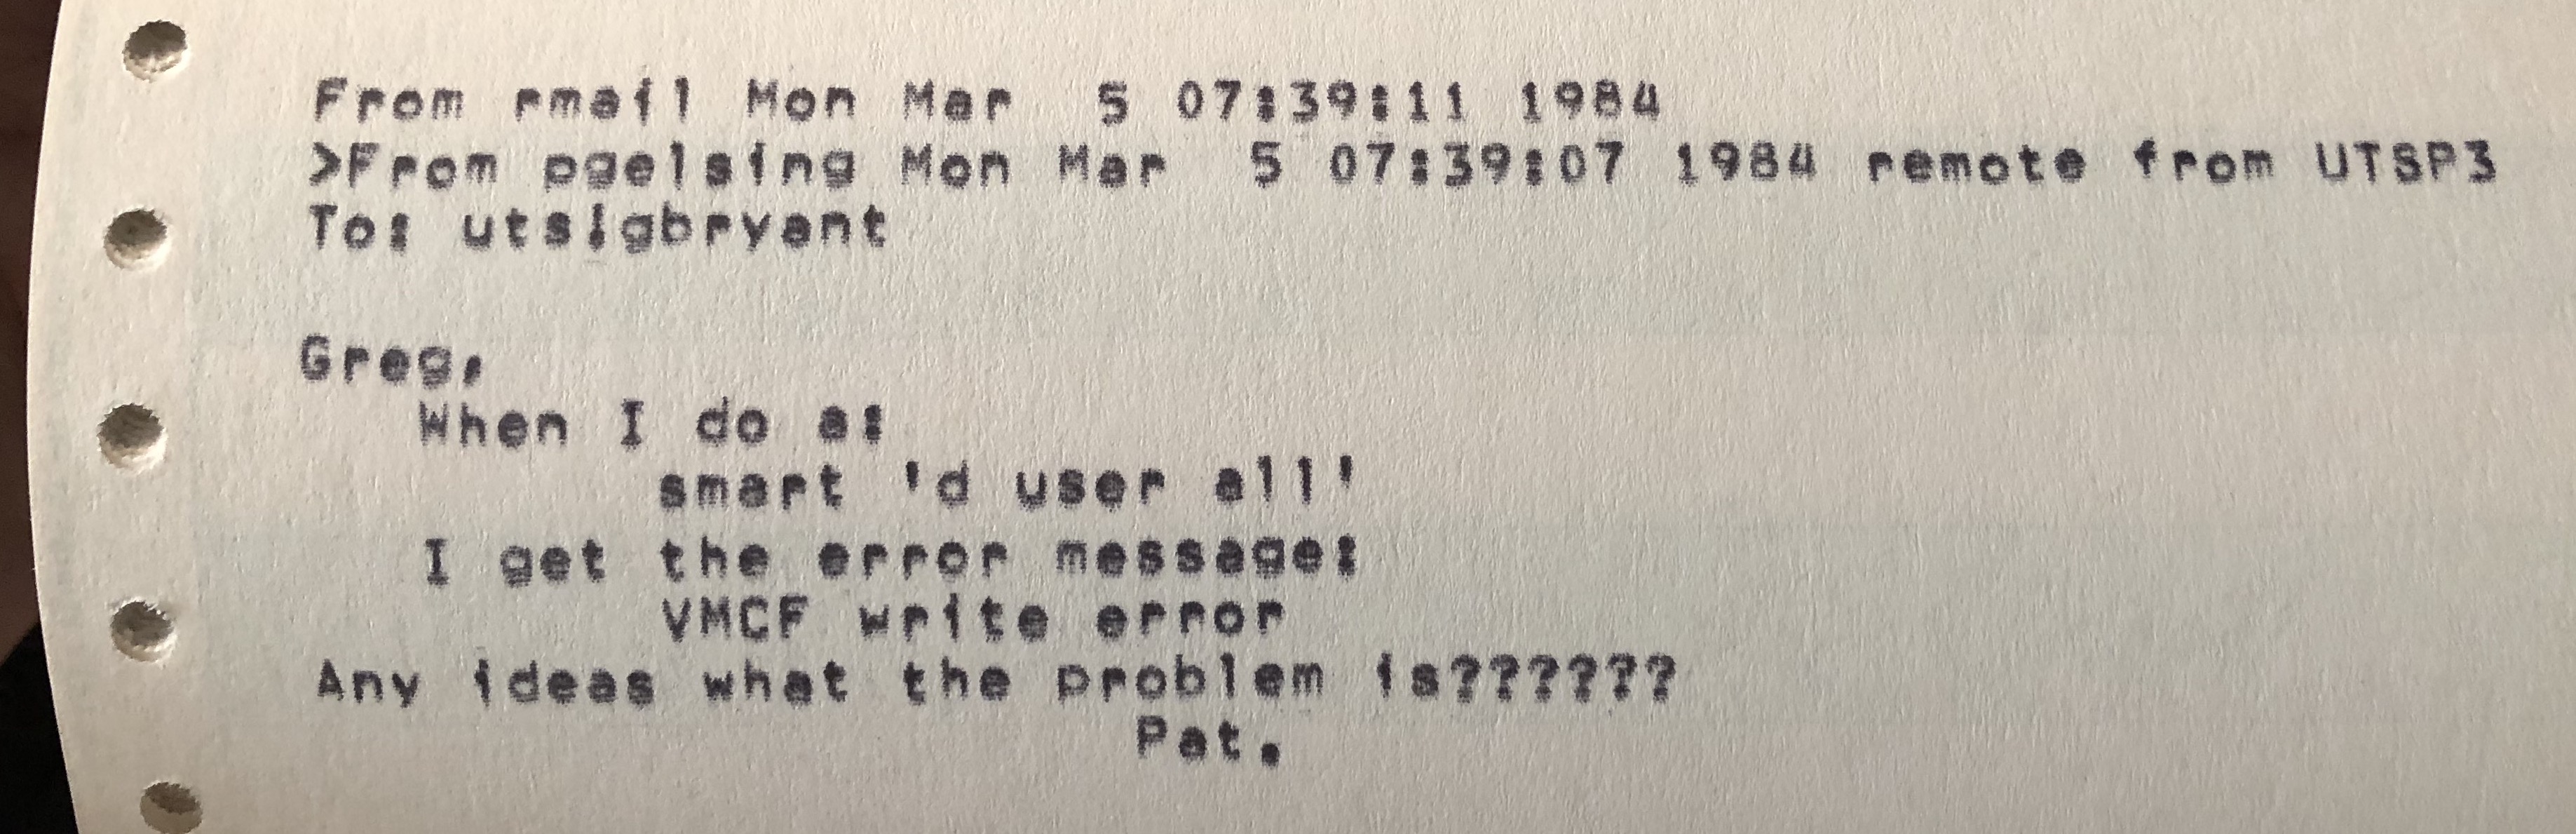 From rmail Mon Mar  5 07:39:11 1984
>From pgelsing Mon Mar  5 07:39:07 1984 remote from UTSP3
To: uts!gbryant
Greg,
When I do a:
smart 'd user all'
I get the error message:
VMCF write error
Any ideas what the problem is??????
Pat.